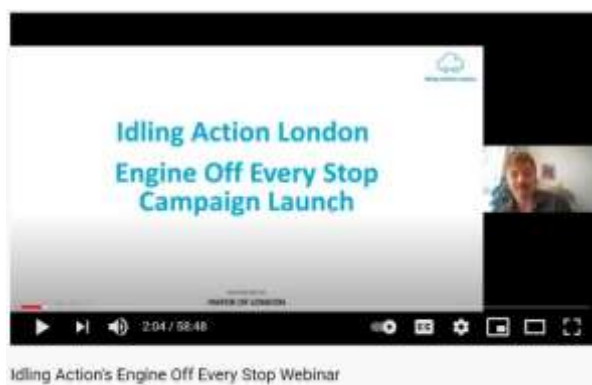 Idling Action London
Engine Off Every Stop
Campaign Launch
MAYOR OF LONDON
2:04 / 58:48
CC
Idling Action's Engine Off Every Stop Webinar